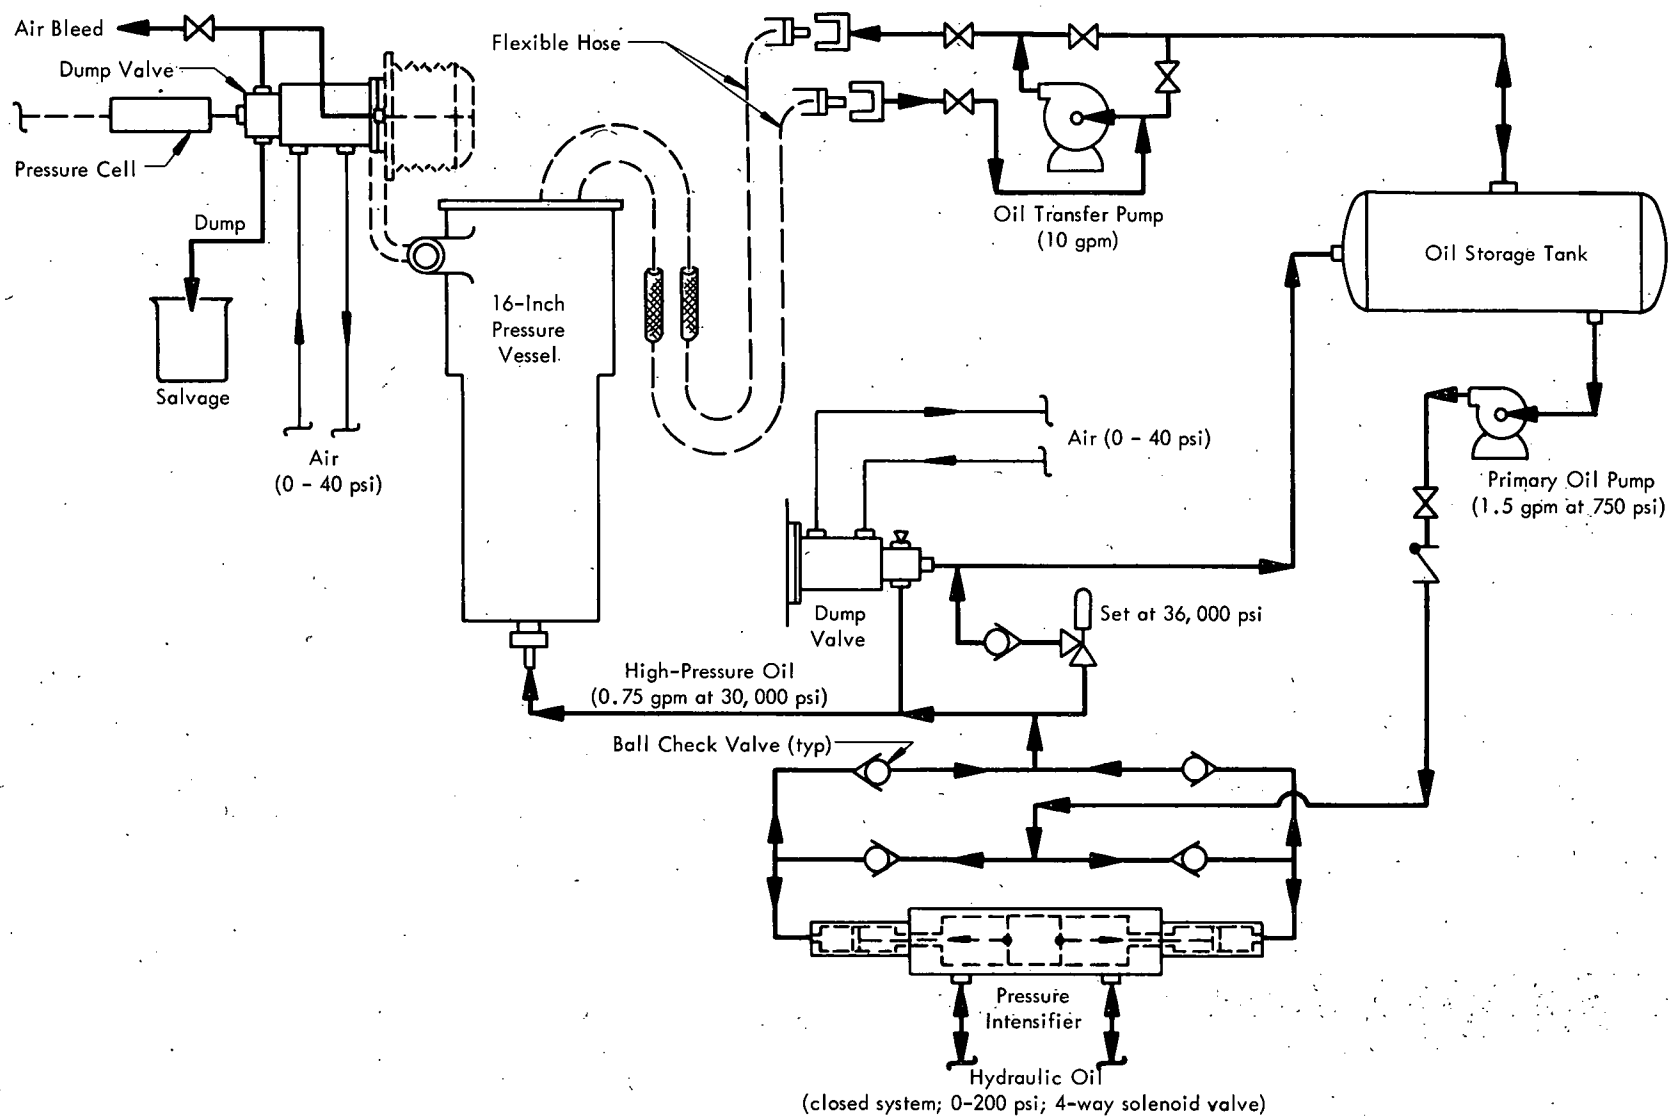 Air Bleed
Dump Valve
Pressure Cell
Dump
Salvage
Air
(0 - 40 psi)
16-Inch
Pressure
Vessel
Flexible Hose
Oil Transfer Pump
(10 gpm)
Oil Storage Tank
Primary Oil Pump
(1.5 gpm at 750 psi)
Air (0 - 40 psi)
Dump
Valve
Set at 36,000 psi
High-Pressure Oil
(0.75 gpm at 30,000 psi)
Ball Check Valve (typ)
Pressure
Intensifier
Hydraulic Oil
(closed system; 0-200 psi; 4-way solenoid valve)